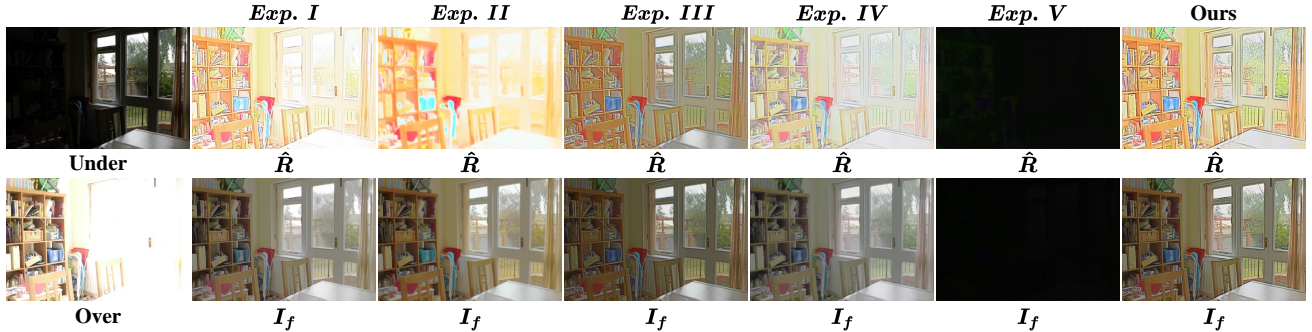 Exp. I Exp. II Exp. III Exp. IV Exp. V Ours
Under R̂ R̂ R̂ R̂ R̂ R̂
Over I_f I_f I_f I_f I_f I_f